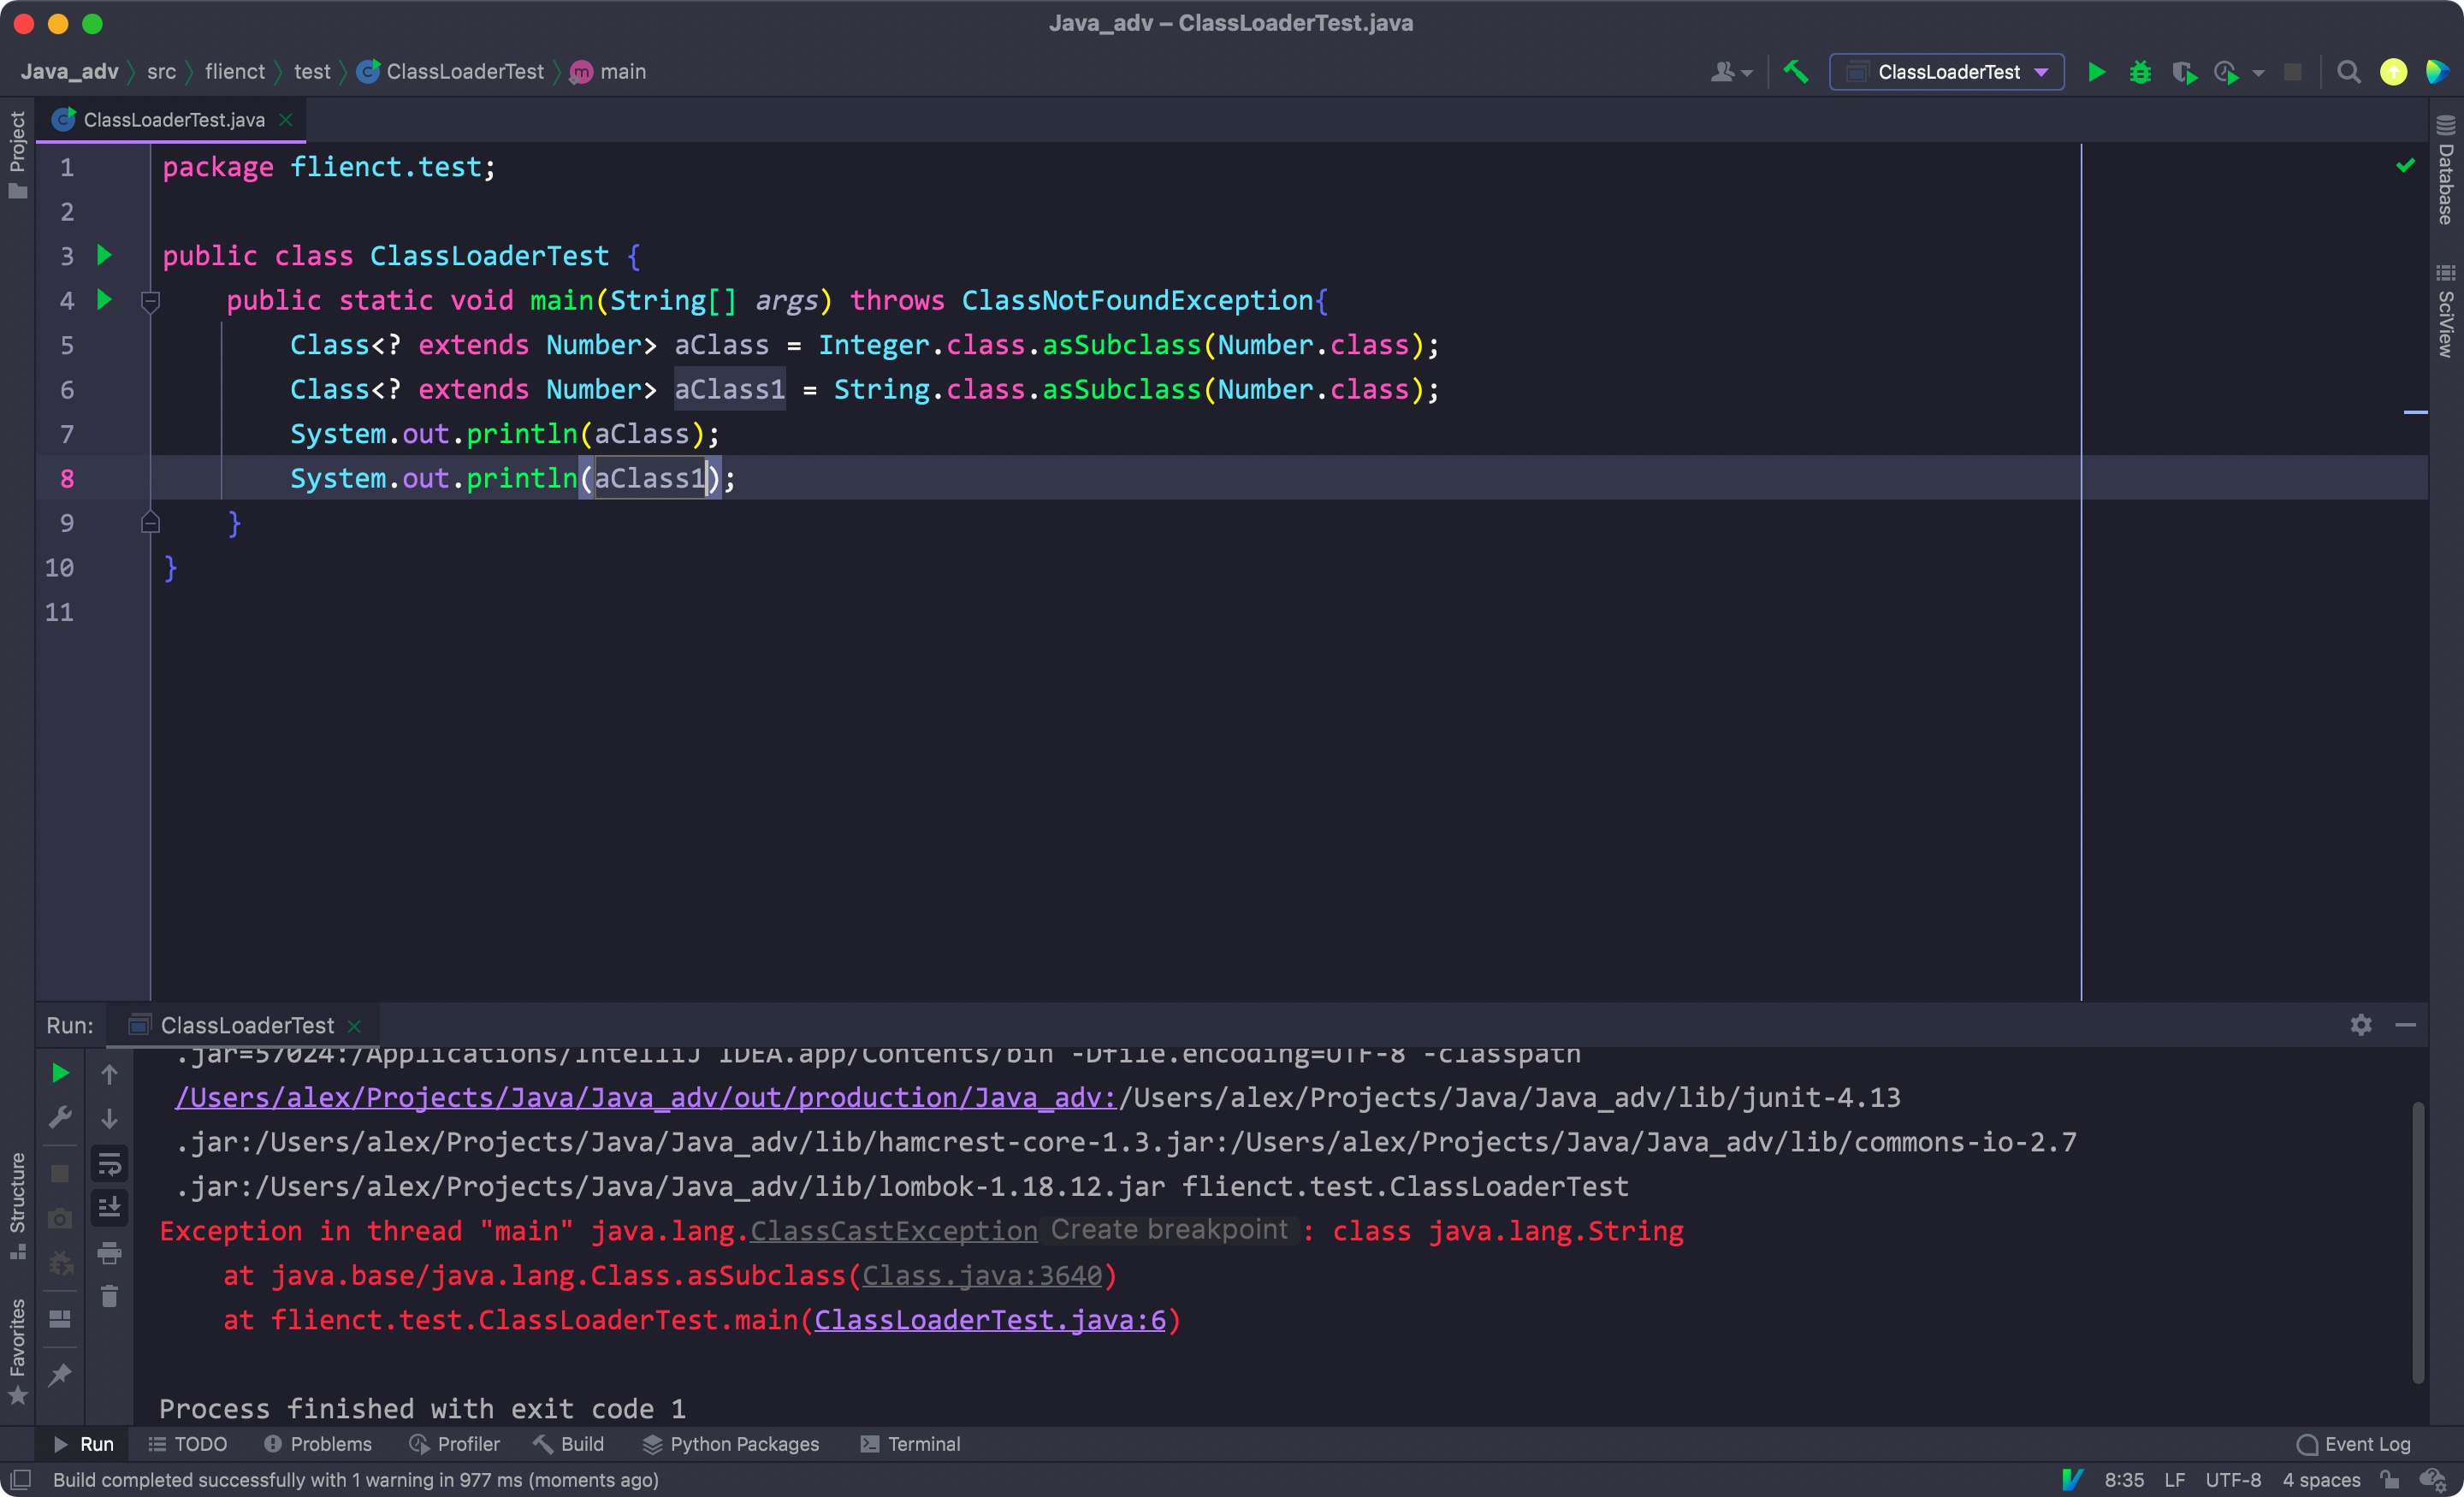 Java_adv – ClassLoaderTest.java
Java_adv src flienct test ClassLoaderTest main
ClassLoaderTest
Project
ClassLoaderTest.java
Database
SciView
1 package flienct.test;
2
3 public class ClassLoaderTest {
4 public static void main(String[] args) throws ClassNotFoundException{
5 Class<? extends Number> aClass = Integer.class.asSubclass(Number.class);
6 Class<? extends Number> aClass1 = String.class.asSubclass(Number.class);
7 System.out.println(aClass);
8 System.out.println(aClass1);
9 }
10 }
11
Run: ClassLoaderTest
.jar=57024:/Applications/IntelliJ IDEA.app/Contents/bin -Dfile.encoding=UTF-8 -classpath
/Users/alex/Projects/Java/Java_adv/out/production/Java_adv:/Users/alex/Projects/Java/Java_adv/lib/junit-4.13
.jar:/Users/alex/Projects/Java/Java_adv/lib/hamcrest-core-1.3.jar:/Users/alex/Projects/Java/Java_adv/lib/commons-io-2.7
.jar:/Users/alex/Projects/Java/Java_adv/lib/lombok-1.18.12.jar flienct.test.ClassLoaderTest
Exception in thread "main" java.lang.ClassCastException Create breakpoint : class java.lang.String
at java.base/java.lang.Class.asSubclass(Class.java:3640)
at flienct.test.ClassLoaderTest.main(ClassLoaderTest.java:6)
Process finished with exit code 1
Structure
Favorites
Run TODO Problems Profiler Build Python Packages Terminal Event Log
Build completed successfully with 1 warning in 977 ms (moments ago) 8:35 LF UTF-8 4 spaces